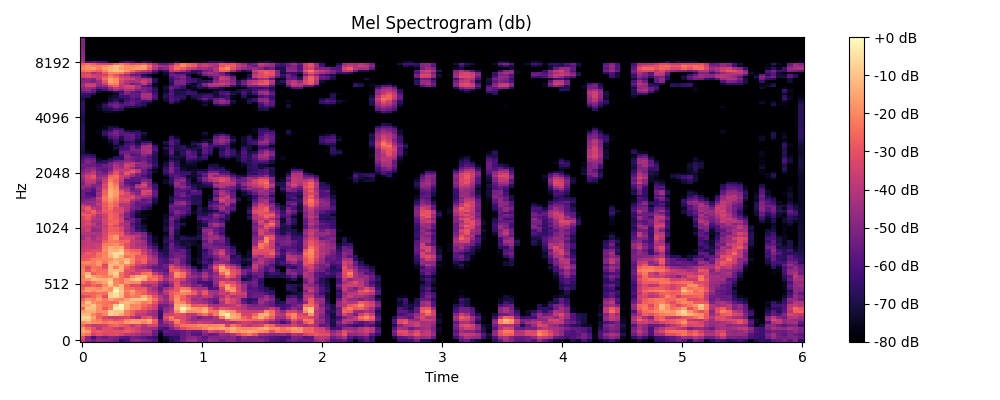 Mel Spectrogram (db)
Hz
8192
4096
2048
1024
512
0
0 1 2 3 4 5 6
Time
+0 dB
-10 dB
-20 dB
-30 dB
-40 dB
-50 dB
-60 dB
-70 dB
-80 dB